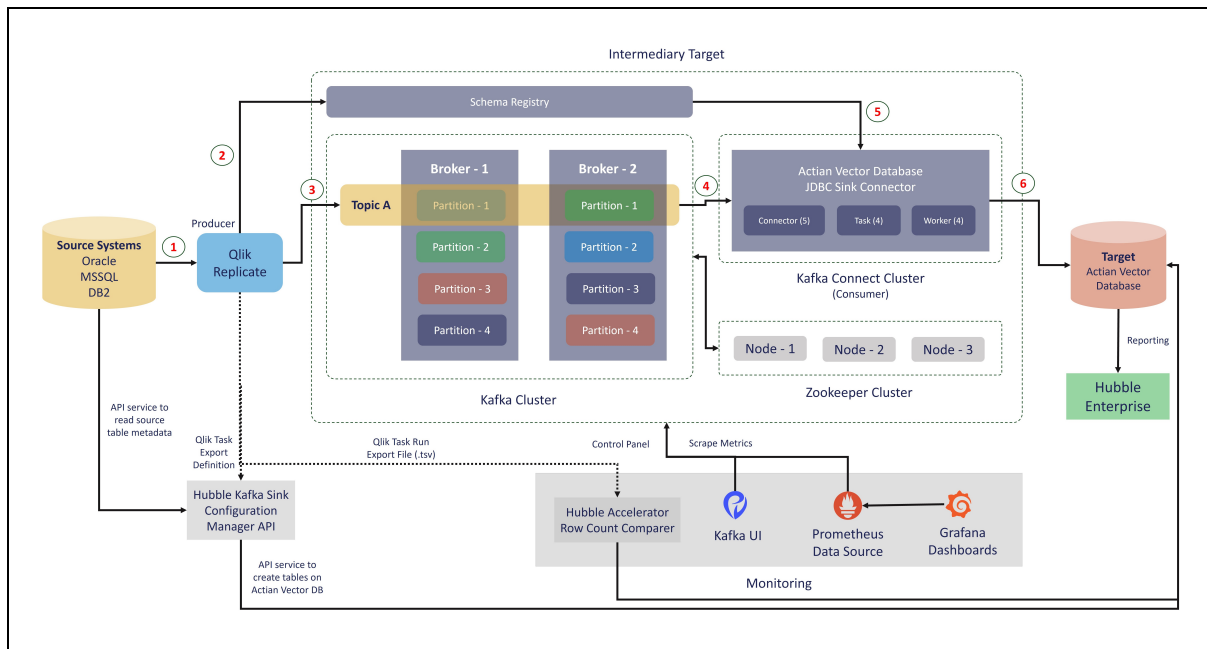 Intermediary Target
Schema Registry
5
2
Broker - 1
Broker - 2
Actian Vector Database
JDBC Sink Connector
3
4
6
Topic A
Partition - 1
Partition - 1
Connector (5)
Task (4)
Worker (4)
Producer
1
Source Systems
Oracle
MSSQL
DB2
Qlik
Replicate
Partition - 2
Partition - 2
Target
Actian Vector
Database
Kafka Connect Cluster
(Consumer)
Partition - 3
Partition - 3
Partition - 4
Partition - 4
Node - 1
Node - 2
Node - 3
Reporting
Zookeeper Cluster
Kafka Cluster
Hubble
Enterprise
API service to
read source
table metadata
Qlik Task
Export
Definition
Qlik Task Run
Export File (.tsv)
Control Panel
Scrape Metrics
Hubble Kafka Sink
Configuration
Manager API
Hubble Accelerator
Row Count Comparer
Kafka UI
Prometheus
Data Source
Grafana
Dashboards
API service to
create tables on
Actian Vector DB
Monitoring